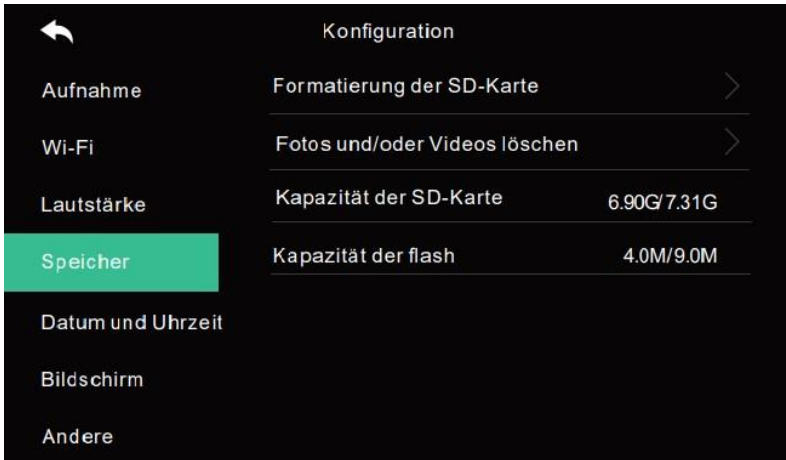 Konfiguration
Aufnahme
Formatierung der SD-Karte
Wi-Fi
Fotos und/oder Videos löschen
Lautstärke
Kapazität der SD-Karte 6.90G/7.31G
Speicher
Kapazität der flash 4.0M/9.0M
Datum und Uhrzeit
Bildschirm
Andere